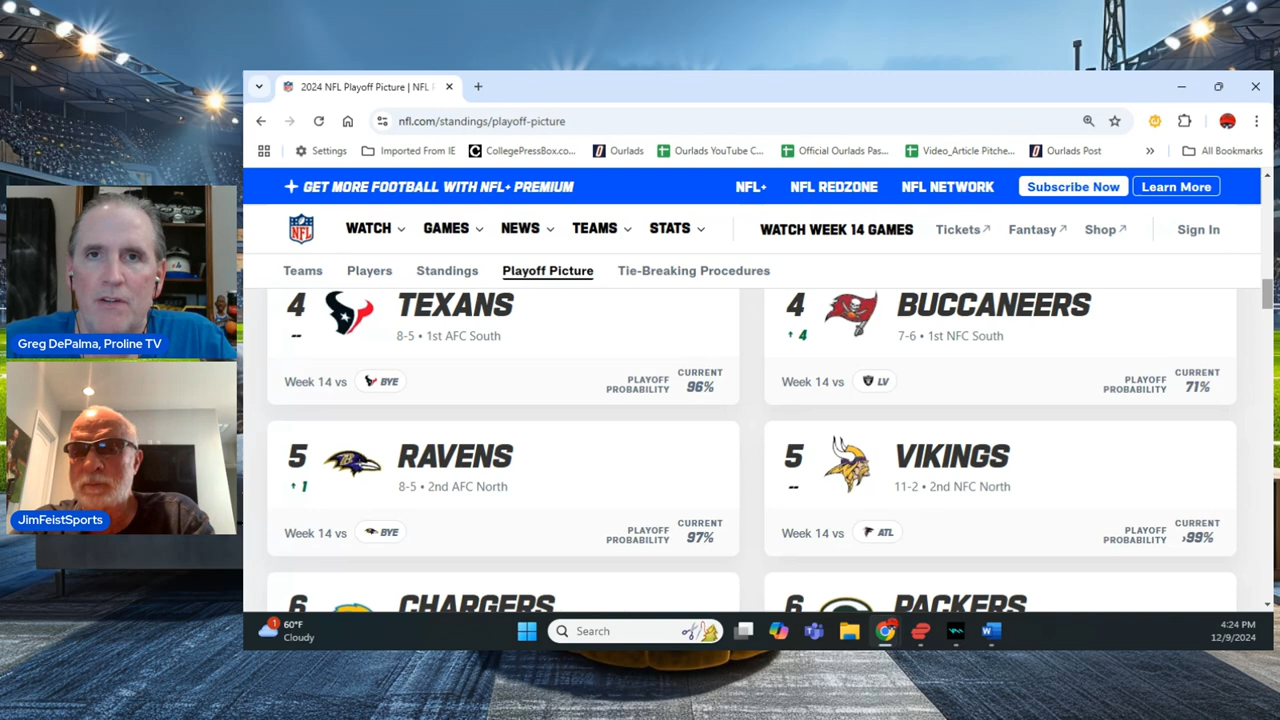 2024 NFL Playoff Picture | NFL
nfl.com/standings/playoff-picture
Settings
Imported From IE
CollegePressBox.co...
Ourlads
Ourlads YouTube C...
Official Ourlads Pas...
Video_Article Pitche...
Ourlads Post
»
All Bookmarks
GET MORE FOOTBALL WITH NFL+ PREMIUM
NFL+
NFL REDZONE
NFL NETWORK
Subscribe Now
Learn More
NFL
WATCH
GAMES
NEWS
TEAMS
STATS
WATCH WEEK 14 GAMES
Tickets
Fantasy
Shop
Sign In
Teams
Players
Standings
Playoff Picture
Tie-Breaking Procedures
4
TEXANS
--
8-5 • 1st AFC South
Week 14 vs
BYE
PLAYOFF
PROBABILITY
CURRENT
96%
4
BUCCANEERS
↑ 4
7-6 • 1st NFC South
Week 14 vs
LV
PLAYOFF
PROBABILITY
CURRENT
71%
5
RAVENS
↑ 1
8-5 • 2nd AFC North
Week 14 vs
BYE
PLAYOFF
PROBABILITY
CURRENT
97%
5
VIKINGS
--
11-2 • 2nd NFC North
Week 14 vs
ATL
PLAYOFF
PROBABILITY
CURRENT
>99%
6
CHARGERS
6
PACKERS
Greg DePalma, Proline TV
JimFeistSports
1
60°F
Cloudy
Search
4:24 PM
12/9/2024